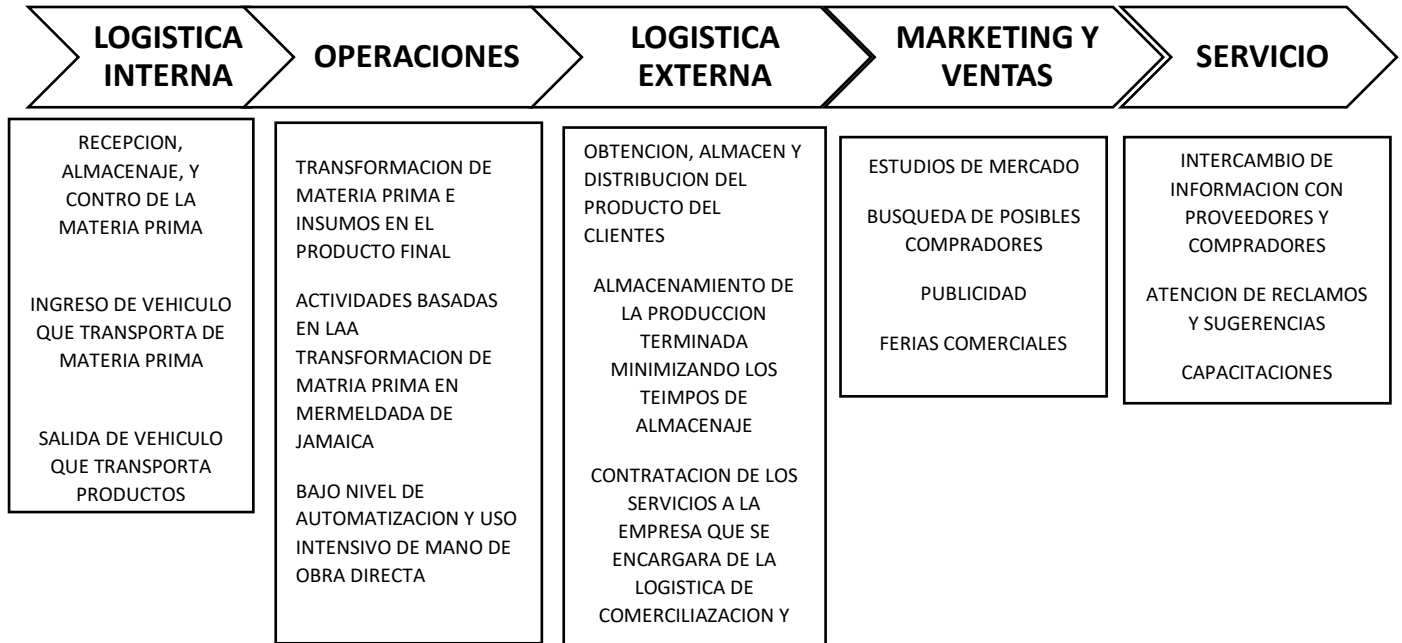 LOGISTICA
INTERNA
OPERACIONES
LOGISTICA
EXTERNA
MARKETING Y
VENTAS
SERVICIO
RECEPCION,
ALMACENAJE, Y
CONTRO DE LA
MATERIA PRIMA
INGRESO DE VEHICULO
QUE TRANSPORTA DE
MATERIA PRIMA
SALIDA DE VEHICULO
QUE TRANSPORTA
PRODUCTOS
TRANSFORMACION DE
MATERIA PRIMA E
INSUMOS EN EL
PRODUCTO FINAL
ACTIVIDADES BASADAS
EN LAA
TRANSFORMACION DE
MATRIA PRIMA EN
MERMELDADA DE
JAMAICA
BAJO NIVEL DE
AUTOMATIZACION Y USO
INTENSIVO DE MANO DE
OBRA DIRECTA
OBTENCION, ALMACEN Y
DISTRIBUCION DEL
PRODUCTO DEL
CLIENTES
ALMACENAMIENTO DE
LA PRODUCCION
TERMINADA
MINIMIZANDO LOS
TEIMPOS DE
ALMACENAJE
CONTRATACION DE LOS
SERVICIOS A LA
EMPRESA QUE SE
ENCARGARA DE LA
LOGISTICA DE
COMERCILIAZACION Y
ESTUDIOS DE MERCADO
BUSQUEDA DE POSIBLES
COMPRADORES
PUBLICIDAD
FERIAS COMERCIALES
INTERCAMBIO DE
INFORMACION CON
PROVEEDORES Y
COMPRADORES
ATENCION DE RECLAMOS
Y SUGERENCIAS
CAPACITACIONES